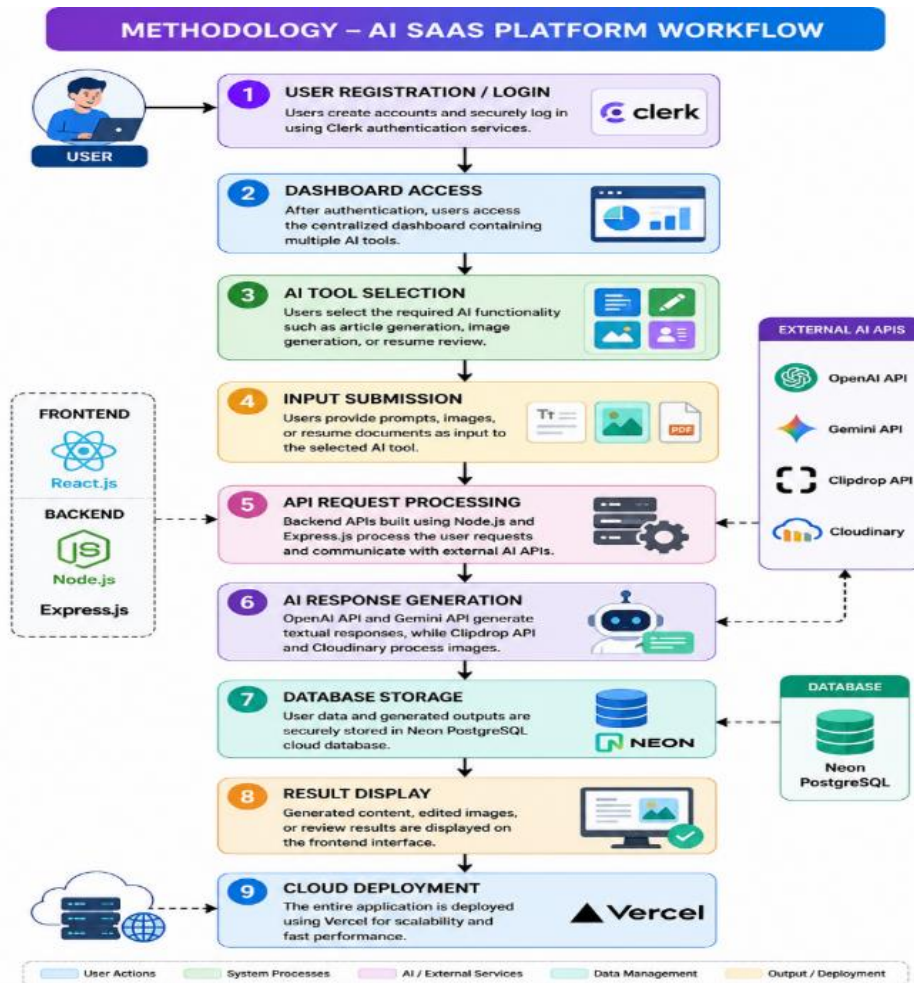 METHODOLOGY – AI SAAS PLATFORM WORKFLOW
USER
1
USER REGISTRATION / LOGIN
Users create accounts and securely log in
using Clerk authentication services.
clerk
2
DASHBOARD ACCESS
After authentication, users access
the centralized dashboard containing
multiple AI tools.
3
AI TOOL SELECTION
Users select the required AI functionality
such as article generation, image
generation, or resume review.
EXTERNAL AI APIS
OpenAI API
Gemini API
Clipdrop API
Cloudinary
4
INPUT SUBMISSION
Users provide prompts, images,
or resume documents as input to
the selected AI tool.
Tт
PDF
FRONTEND
React.js
BACKEND
JS
Node.js
Express.js
5
API REQUEST PROCESSING
Backend APIs built using Node.js and
Express.js process the user requests
and communicate with external AI APIs.
6
AI RESPONSE GENERATION
OpenAI API and Gemini API generate
textual responses, while Clipdrop API
and Cloudinary process images.
7
DATABASE STORAGE
User data and generated outputs are
securely stored in Neon PostgreSQL
cloud database.
NEON
DATABASE
Neon
PostgreSQL
8
RESULT DISPLAY
Generated content, edited images,
or review results are displayed on
the frontend interface.
9
CLOUD DEPLOYMENT
The entire application is deployed
using Vercel for scalability and
fast performance.
Vercel
User Actions
System Processes
AI / External Services
Data Management
Output / Deployment